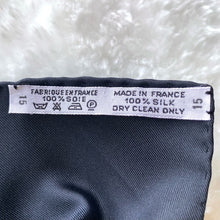 FABRIQUE EN FRANCE
100% SOIE
MADE IN FRANCE
100% SILK
DRY CLEAN ONLY
15
15